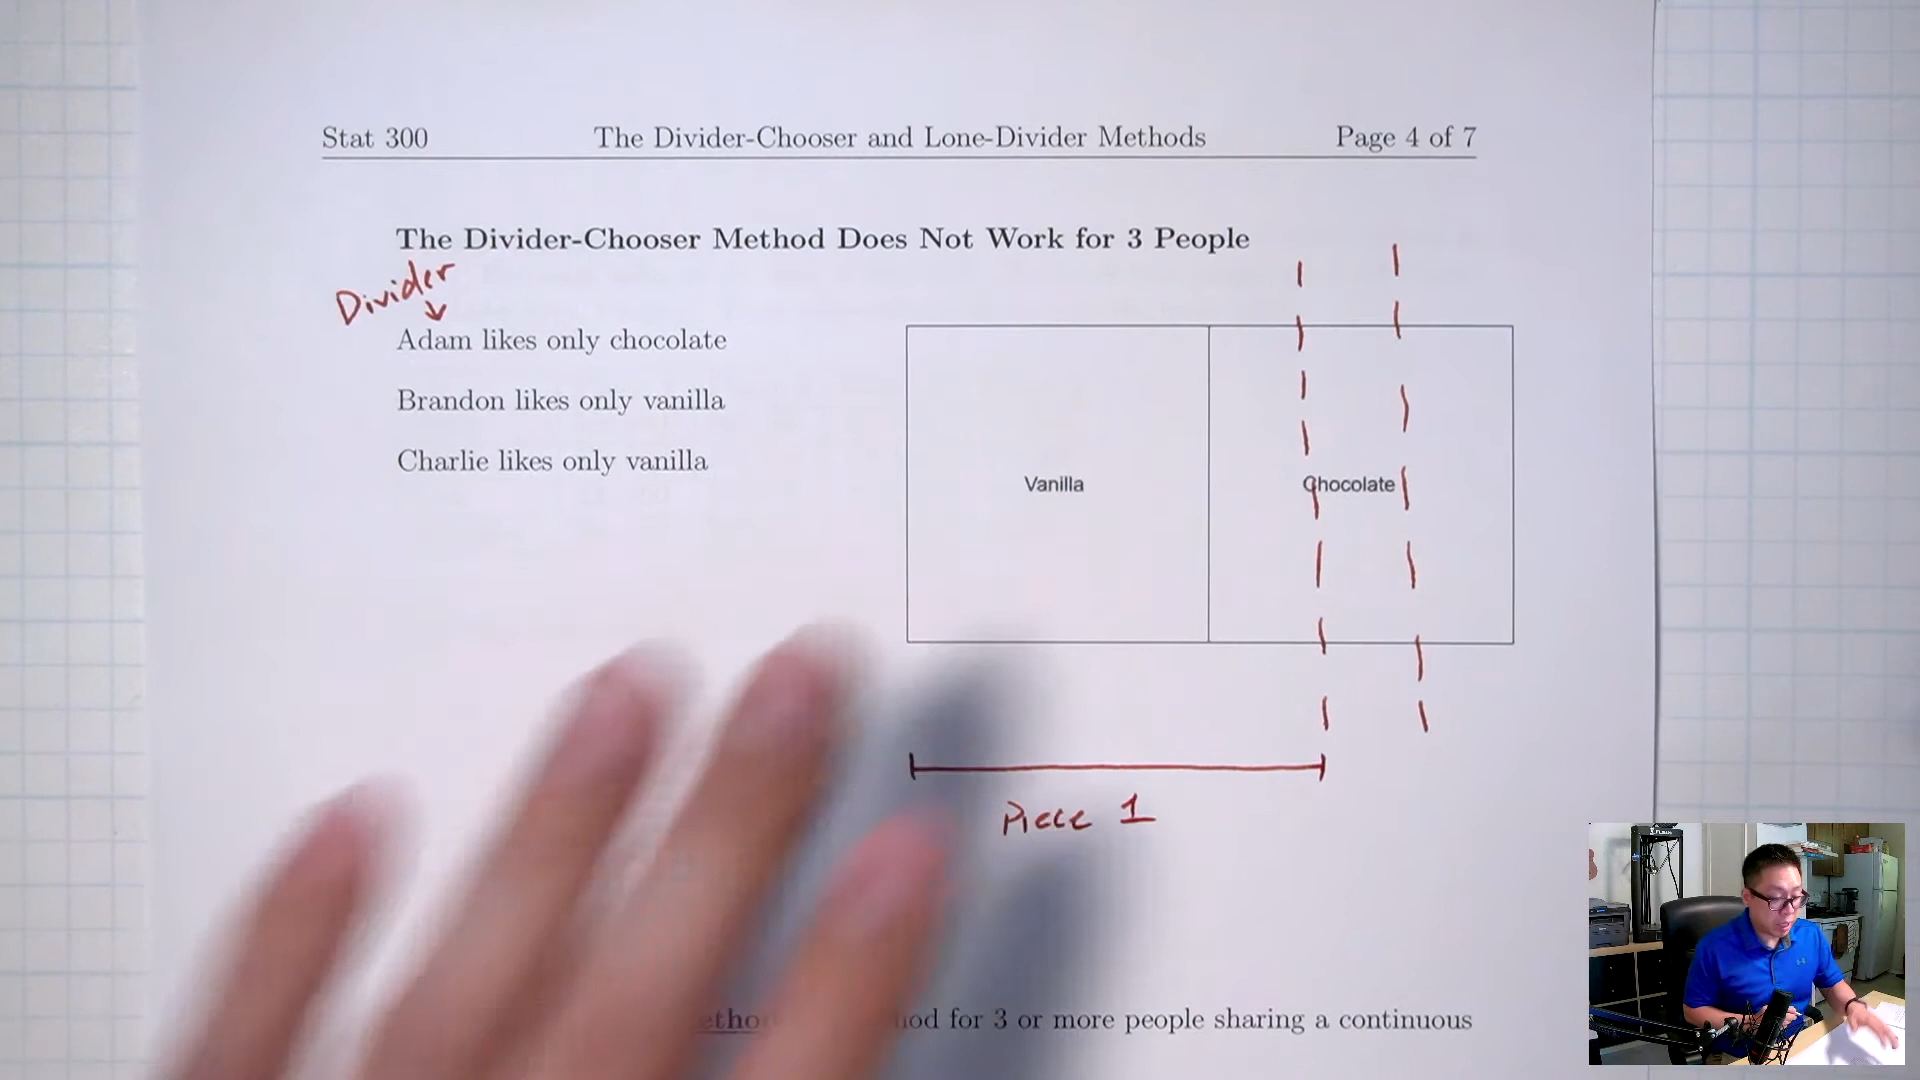 Stat 300 The Divider-Chooser and Lone-Divider Methods Page 4 of 7
The Divider-Chooser Method Does Not Work for 3 People
Divider
Adam likes only chocolate
Brandon likes only vanilla
Charlie likes only vanilla
Vanilla Chocolate
Piece 1
for 3 or more people sharing a continuous